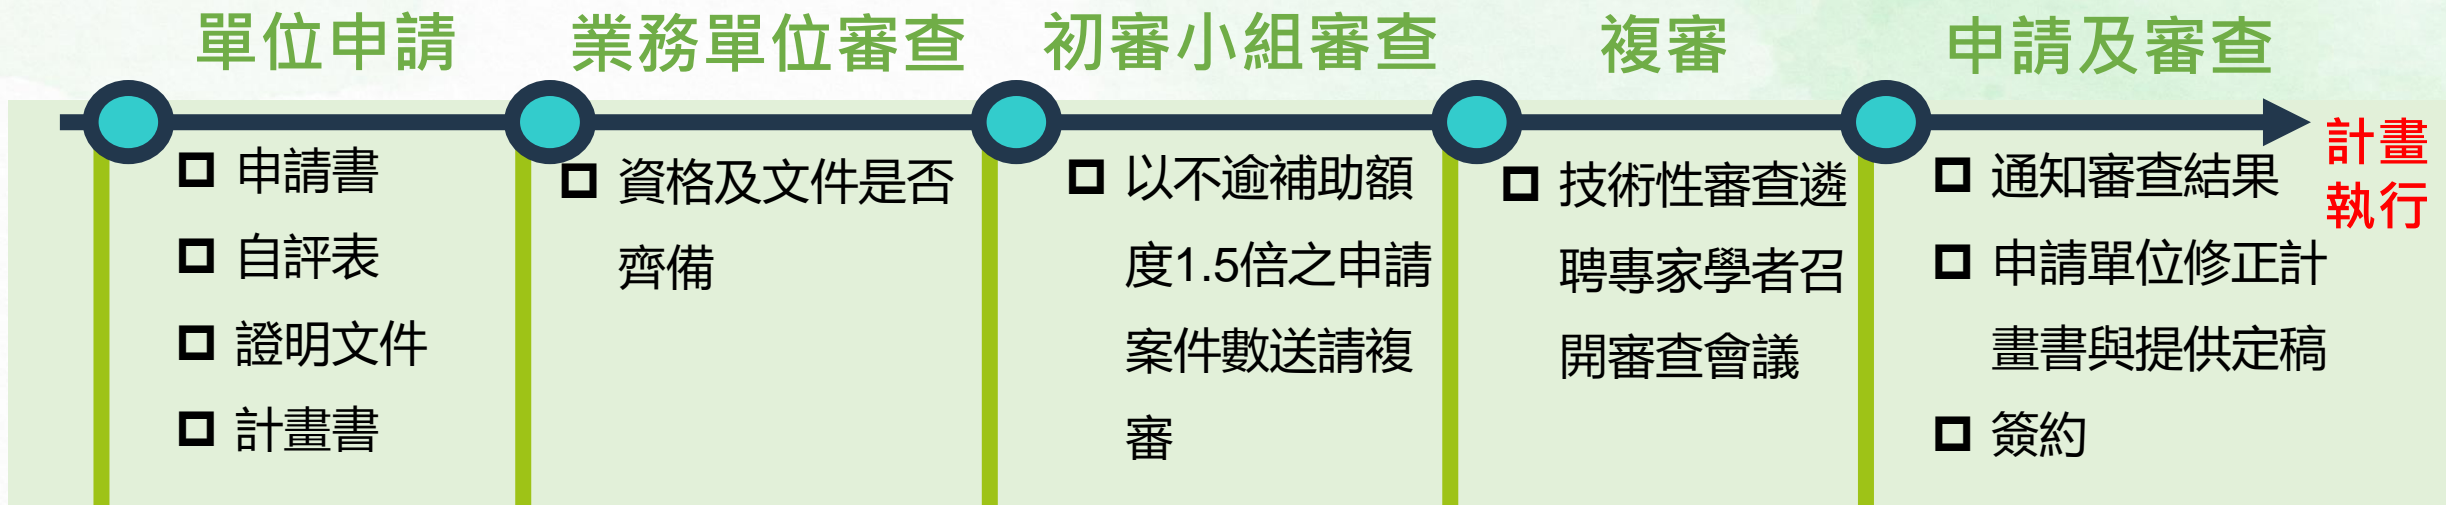 單位申請
申請書
自評表
證明文件
計畫書
業務單位審查
資格及文件是否
齊備
初審小組審查
以不逾補助額
度1.5倍之申請
案件數送請複
審
複審
技術性審查遴
聘專家學者召
開審查會議
申請及審查
通知審查結果
申請單位修正計
畫書與提供定稿
簽約
計畫
執行